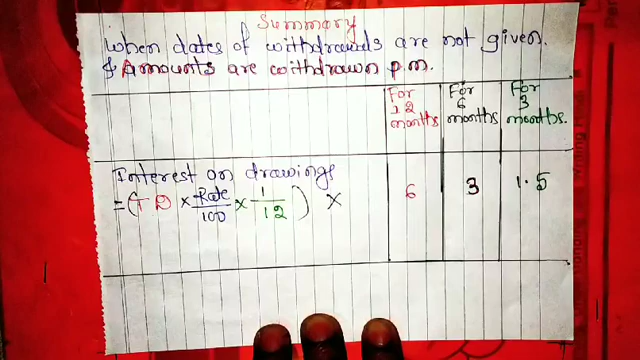 Summary
when dates of withdrawals are not given.
& Amounts are withdrawn p m.
For 12 months
For 6 months
For 3 months.
Interest on drawings
= (T D × Rate/100 × 1/12) ×
6
3
1.5